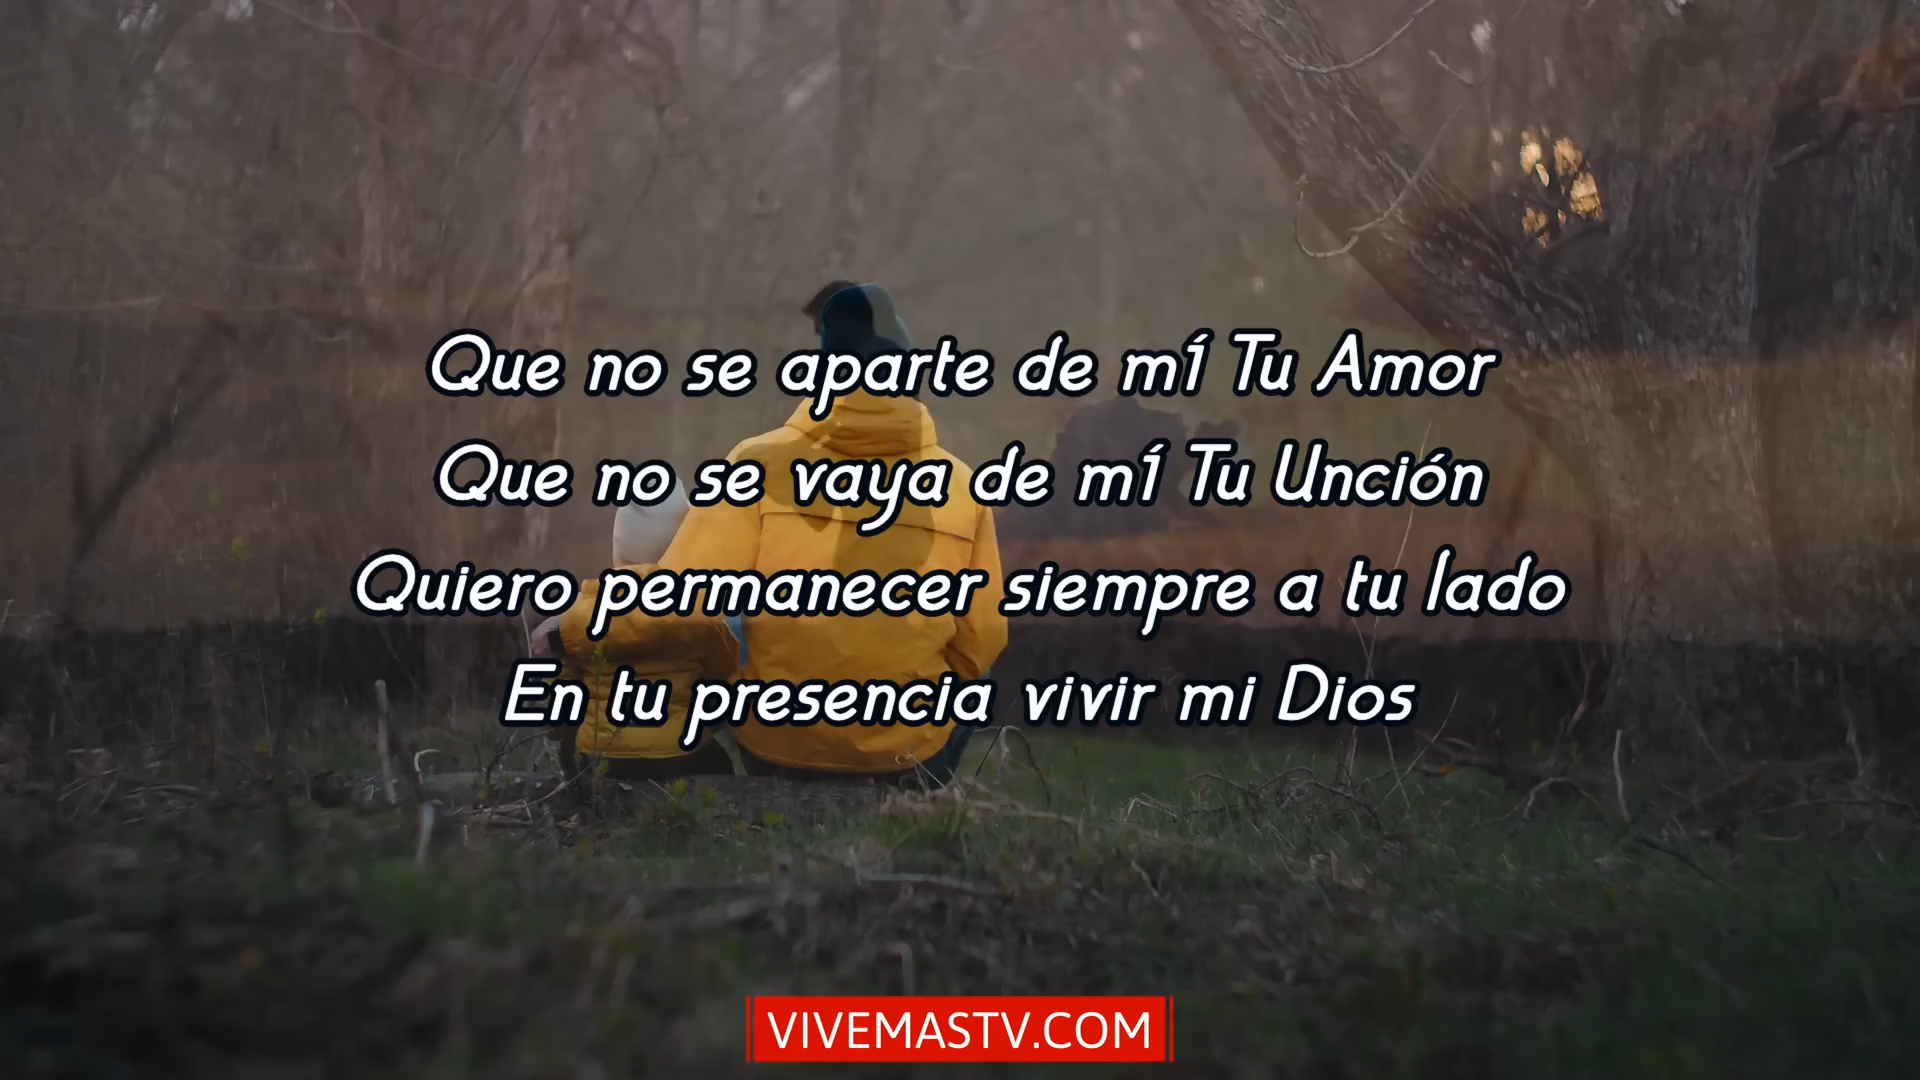 Que no se aparte de mí Tu Amor
Que no se vaya de mí Tu Unción
Quiero permanecer siempre a tu lado
En tu presencia vivir mi Dios
VIVEMASTV.COM